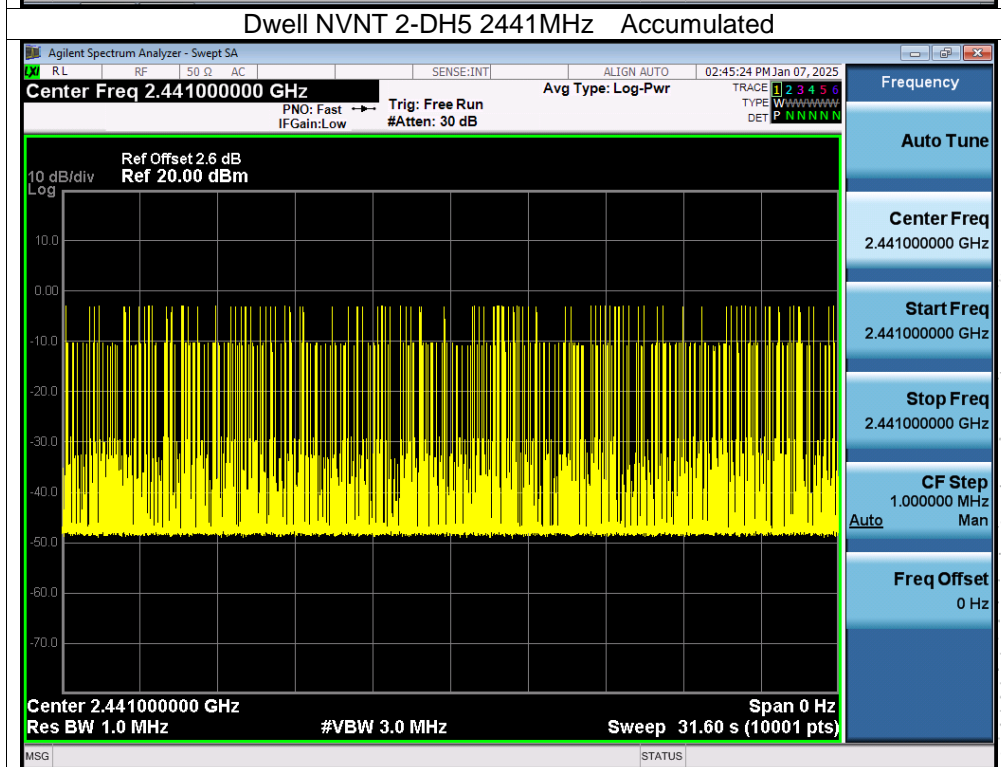 Dwell NVNT 2-DH5 2441MHz Accumulated
Agilent Spectrum Analyzer - Swept SA
LXI RL RF 50 Ω AC SENSE:INT ALIGN AUTO 02:45:24 PM Jan 07, 2025
Center Freq 2.441000000 GHz
PNO: Fast
IFGain:Low
Trig: Free Run
#Atten: 30 dB
Avg Type: Log-Pwr
TRACE 1 2 3 4 5 6
TYPE WWWWWW
DET P N N N N N
Frequency
Auto Tune
Center Freq
2.441000000 GHz
Start Freq
2.441000000 GHz
Stop Freq
2.441000000 GHz
CF Step
1.000000 MHz
Auto Man
Freq Offset
0 Hz
Ref Offset 2.6 dB
10 dB/div Ref 20.00 dBm
Log
10.0
0.00
-10.0
-20.0
-30.0
-40.0
-50.0
-60.0
-70.0
Center 2.441000000 GHz Span 0 Hz
Res BW 1.0 MHz #VBW 3.0 MHz Sweep 31.60 s (10001 pts)
MSG STATUS